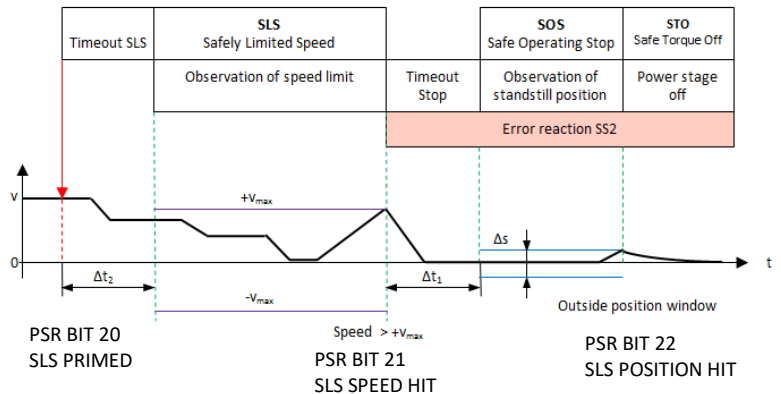 Timeout SLS
SLS
Safely Limited Speed
SOS
Safe Operating Stop
STO
Safe Torque Off
Observation of speed limit
Timeout
Stop
Observation of
standstill position
Power stage
off
Error reaction SS2
v
+vmax
Δs
0
t
Δt2
Δt1
-vmax
Outside position window
Speed > +vmax
PSR BIT 20
SLS PRIMED
PSR BIT 21
SLS SPEED HIT
PSR BIT 22
SLS POSITION HIT